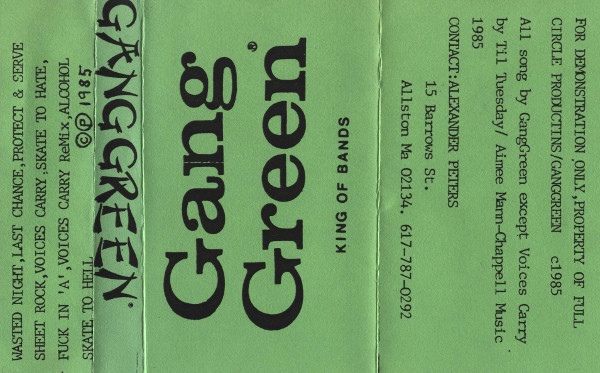 WASTED NIGHT,LAST CHANCE,PROTECT & SERVE
SHEET ROCK,VOICES CARRY,SKATE TO HATE,
FUCK IN 'A',VOICES CARRY ReMix,ALCOHOL
SKATE TO HELL ©℗1985
GANGGREEN®
Gang
Green®
KING OF BANDS
FOR DEMONSTRATION ONLY,PROPERTY OF FULL
CIRCLE PRODUCTINS/GANGREEN c1985
All song by GangGreen except Voices Carry
by Til Tuesday/ Aimee Mann-Chappell Music
1985
CONTACT:ALEXANDER PETERS
15 Barrows St.
Allston Ma 02134. 617-787-0292